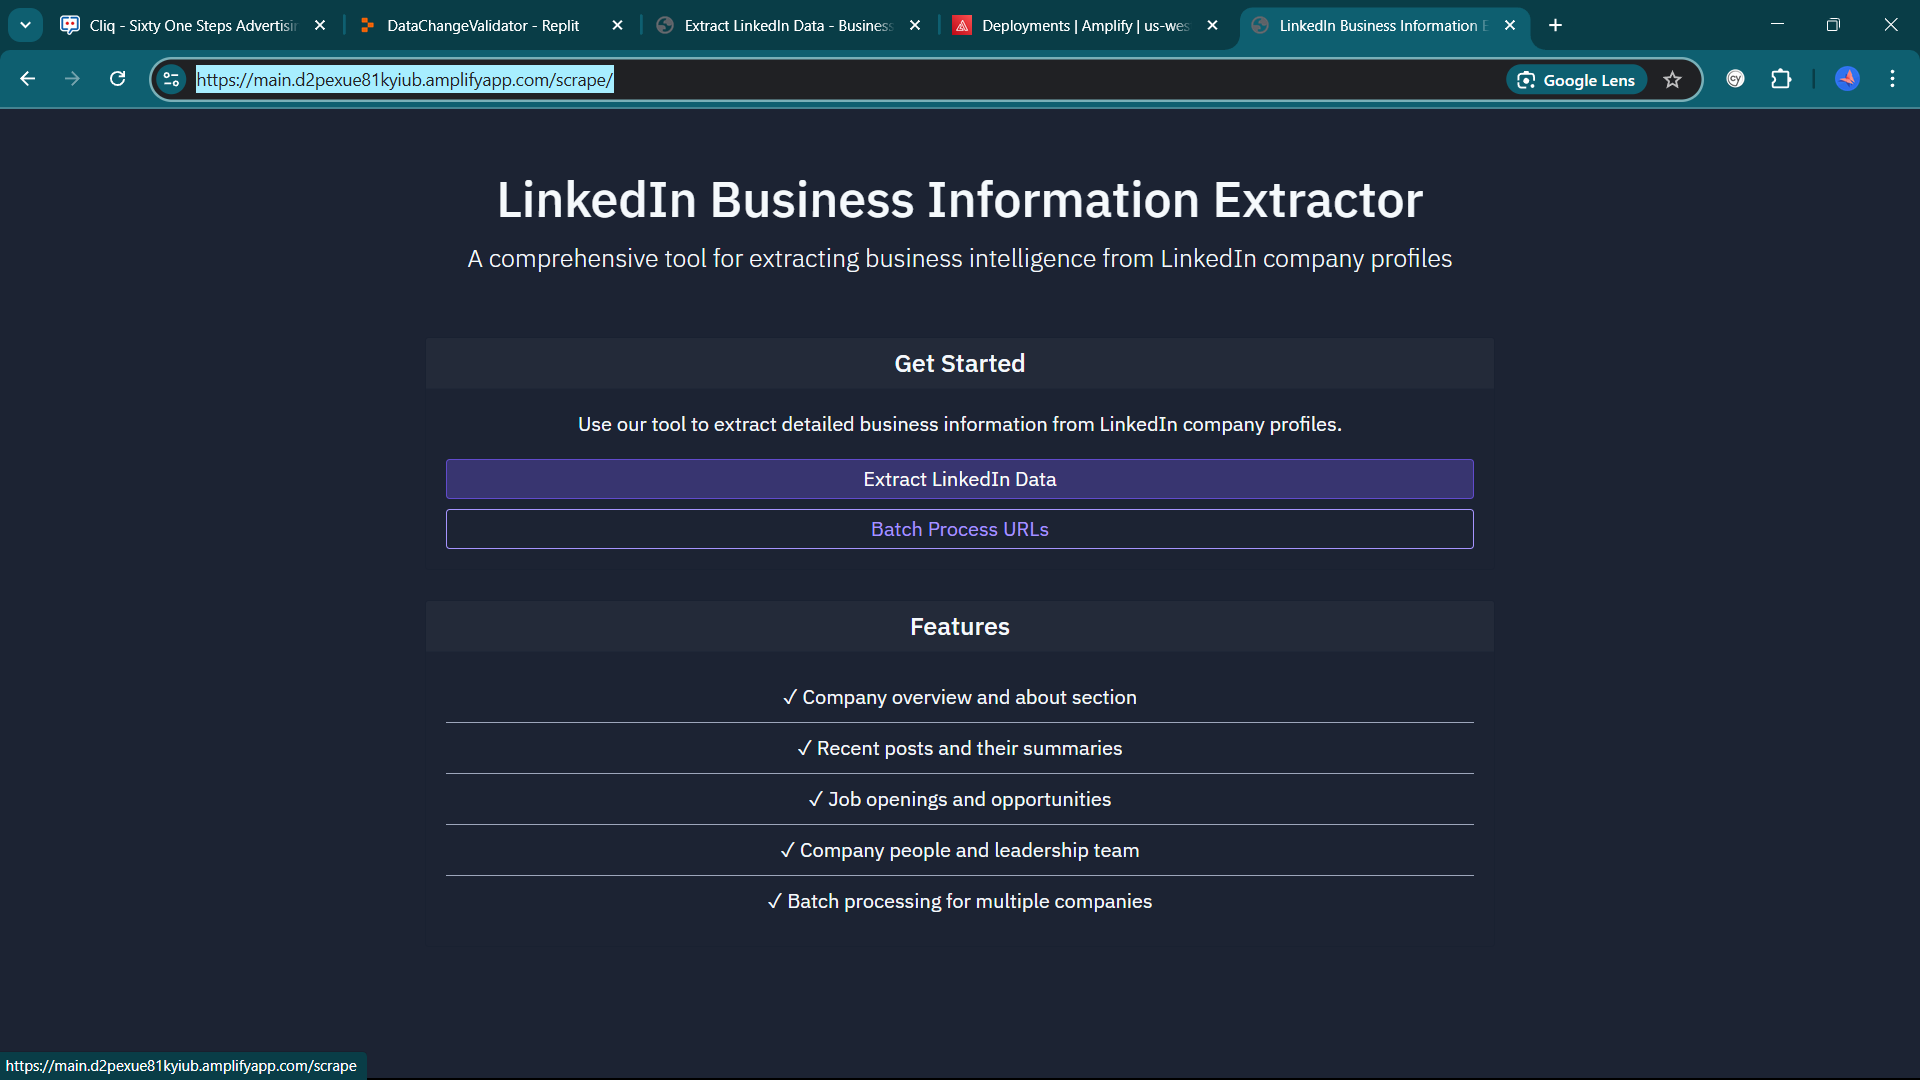 Cliq - Sixty One Steps Advertisin
DataChangeValidator - Replit
Extract LinkedIn Data - Business
Deployments | Amplify | us-wes
LinkedIn Business Information E
https://main.d2pexue81kyiub.amplifyapp.com/scrape/
Google Lens
CY
LinkedIn Business Information Extractor
A comprehensive tool for extracting business intelligence from LinkedIn company profiles
Get Started
Use our tool to extract detailed business information from LinkedIn company profiles.
Extract LinkedIn Data
Batch Process URLs
Features
✓ Company overview and about section
✓ Recent posts and their summaries
✓ Job openings and opportunities
✓ Company people and leadership team
✓ Batch processing for multiple companies
https://main.d2pexue81kyiub.amplifyapp.com/scrape